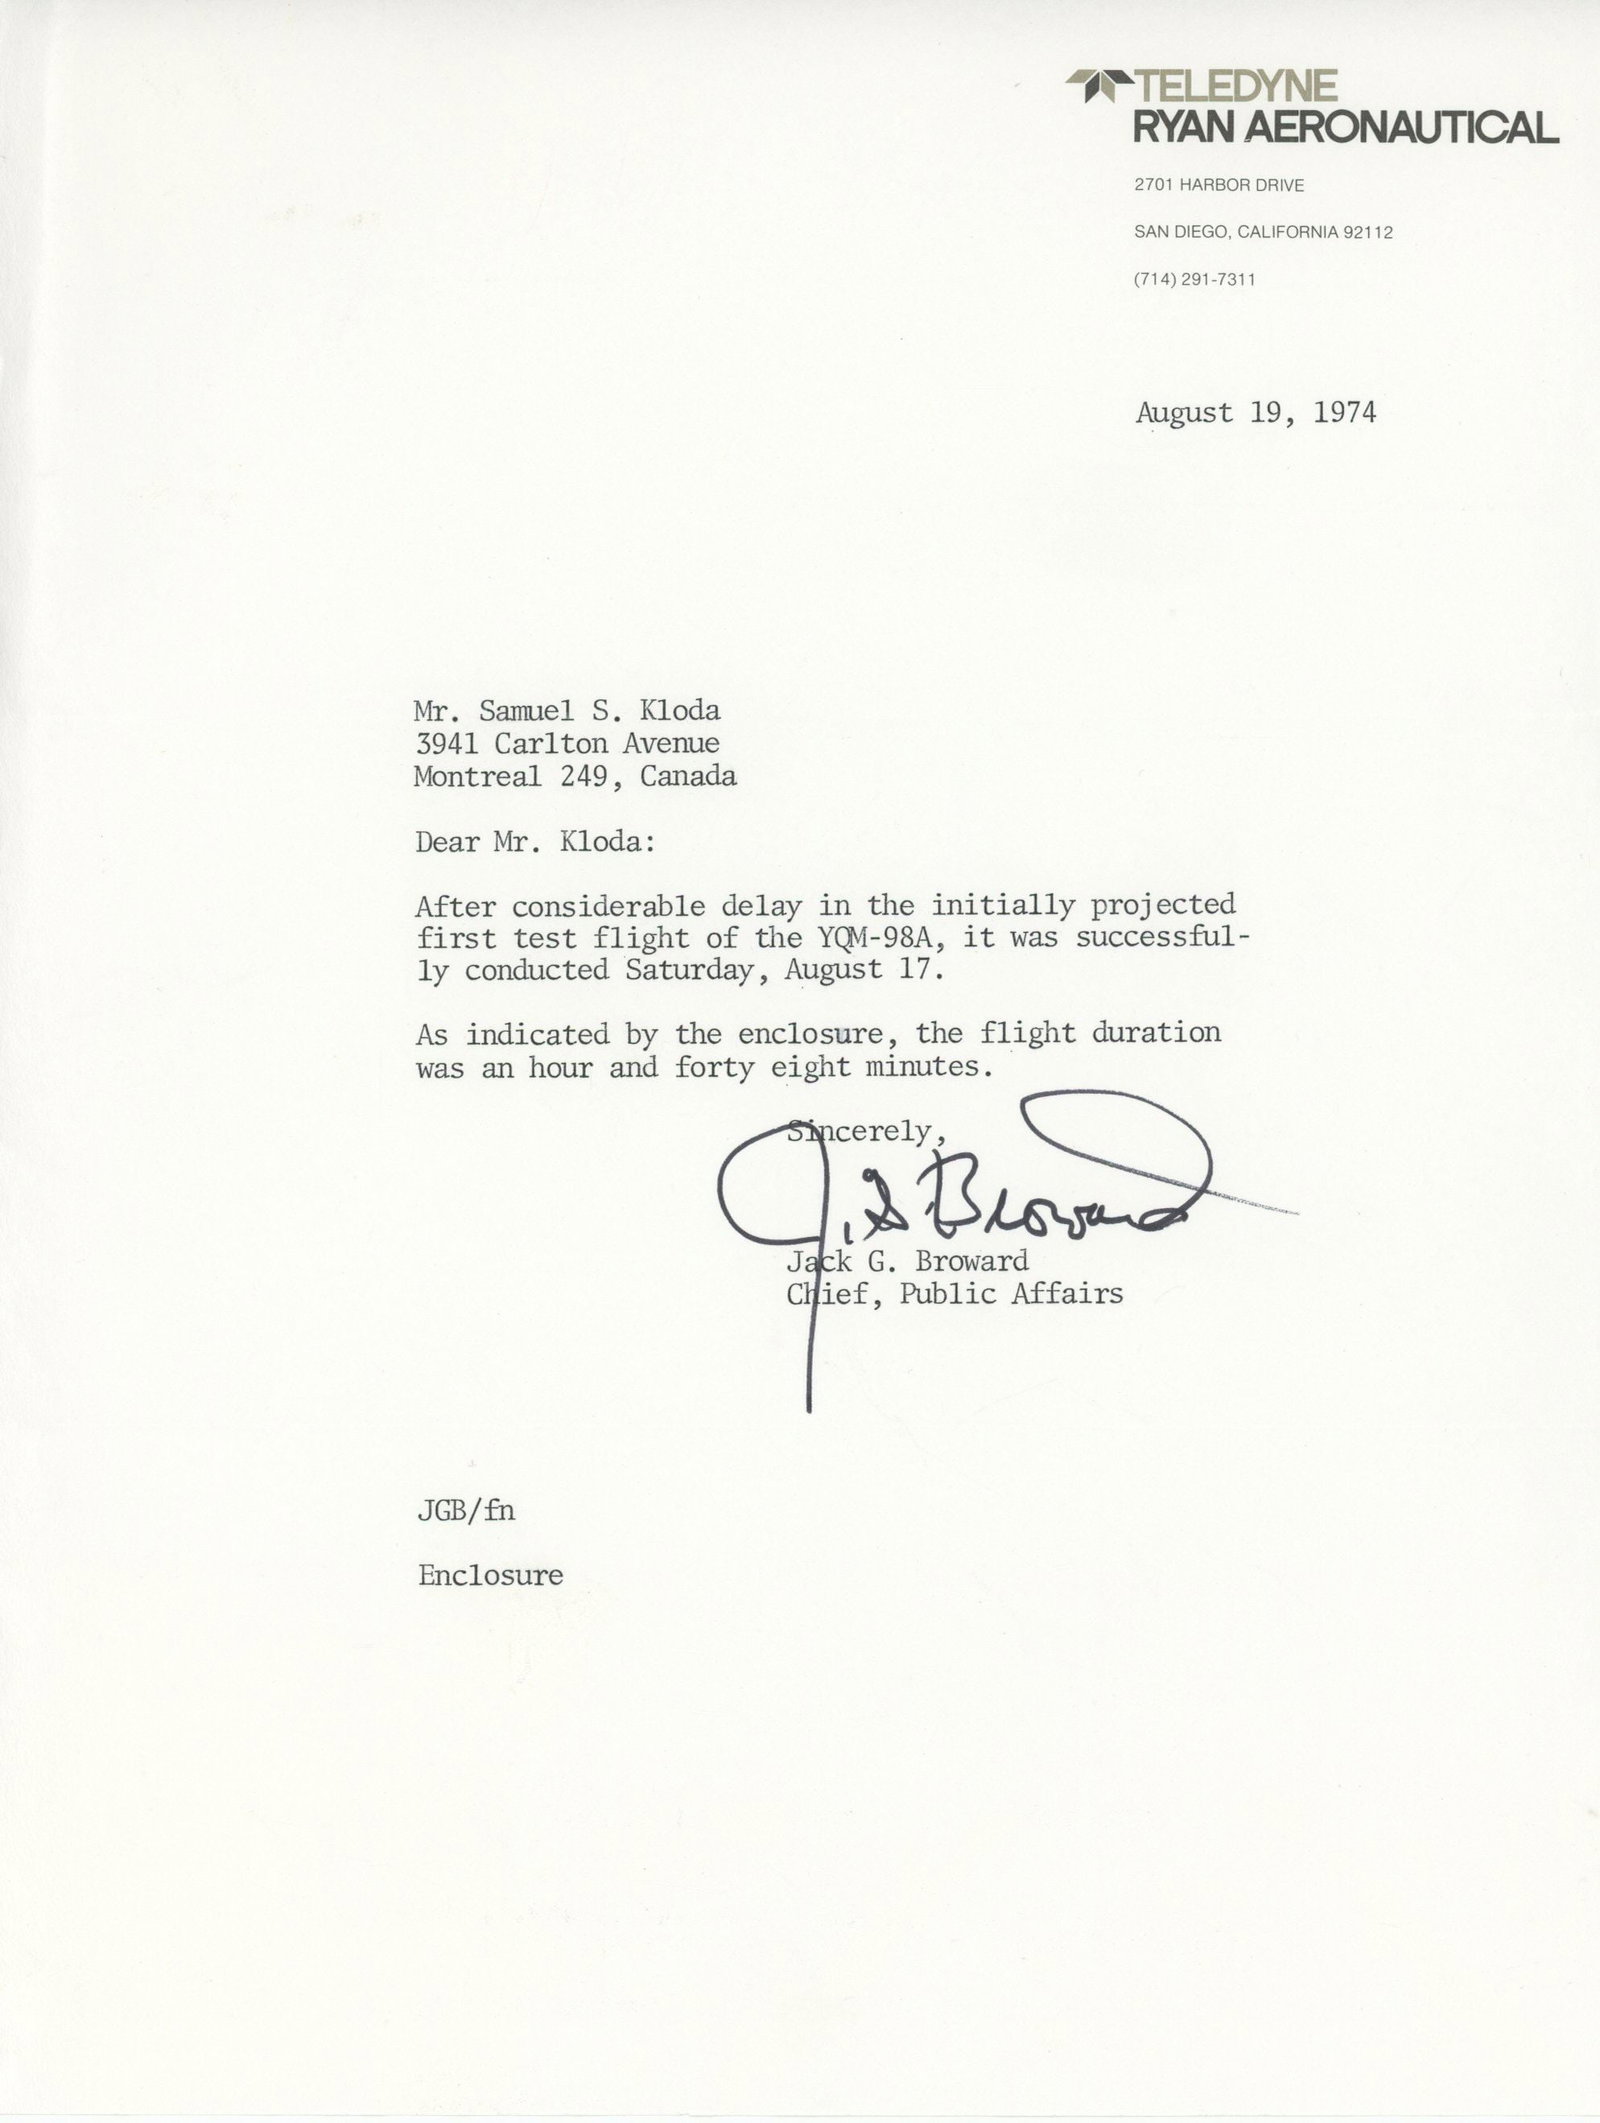 TELEDYNE
RYAN AERONAUTICAL
2701 HARBOR DRIVE
SAN DIEGO, CALIFORNIA 92112
(714) 291-7311
August 19, 1974
Mr. Samuel S. Kloda
3941 Carlton Avenue
Montreal 249, Canada
Dear Mr. Kloda:
After considerable delay in the initially projected
first test flight of the YQM-98A, it was successful-
ly conducted Saturday, August 17.
As indicated by the enclosure, the flight duration
was an hour and forty eight minutes.
Sincerely,
J. G. Broward
Jack G. Broward
Chief, Public Affairs
JGB/fn
Enclosure